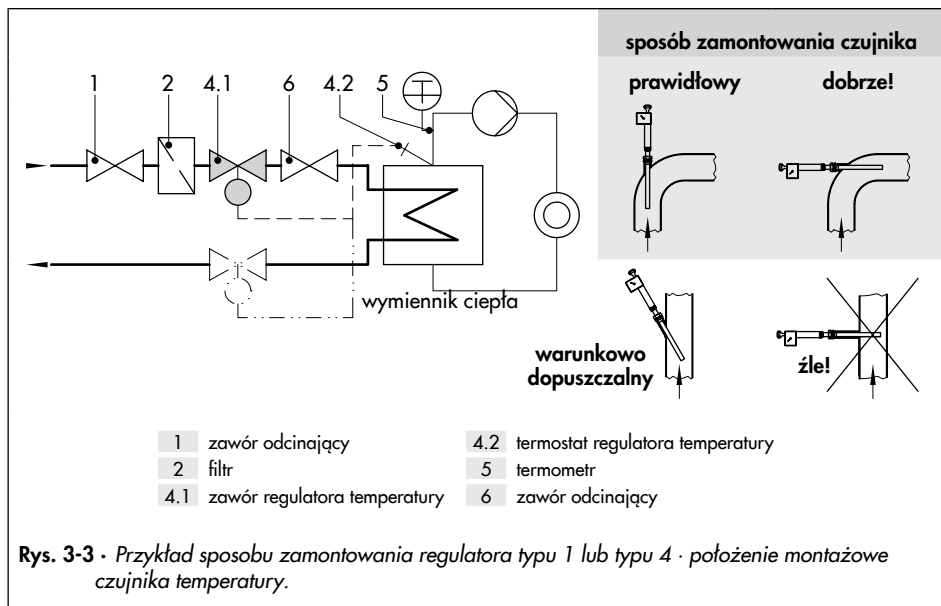 sposób zamontowania czujnika
prawidłowy
dobrze!
1
2
4.1
6
4.2
5
wymiennik ciepła
warunkowo
dopuszczalny
źle!
1 zawór odcinający
2 filtr
4.1 zawór regulatora temperatury
4.2 termostat regulatora temperatury
5 termometr
6 zawór odcinający
Rys. 3-3 · Przykład sposobu zamontowania regulatora typu 1 lub typu 4 · położenie montażowe
czujnika temperatury.